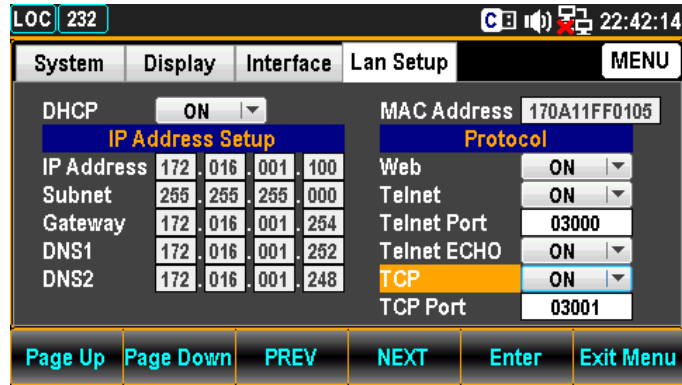 LOC 232 C 22:42:14
System Display Interface Lan Setup MENU
DHCP ON MAC Address 170A11FF0105
IP Address Setup Protocol
IP Address 172 . 016 . 001 . 100 Web ON
Subnet 255 . 255 . 255 . 000 Telnet ON
Gateway 172 . 016 . 001 . 254 Telnet Port 03000
DNS1 172 . 016 . 001 . 252 Telnet ECHO ON
DNS2 172 . 016 . 001 . 248 TCP ON
TCP Port 03001
Page Up Page Down PREV NEXT Enter Exit Menu